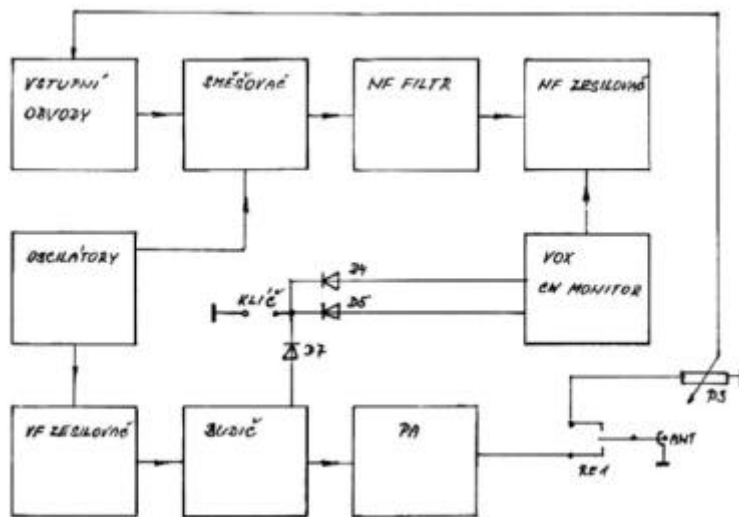 VSTUPNÍ
OBVODY
SMĚŠOVAČ
NF FILTR
NF ZESILOVAČ
OSCILÁTORY
VOX
CW MONITOR
KLÍČ
D4
D5
D7
VF ZESILOVAČ
BUDIČ
PA
RE1
ANT